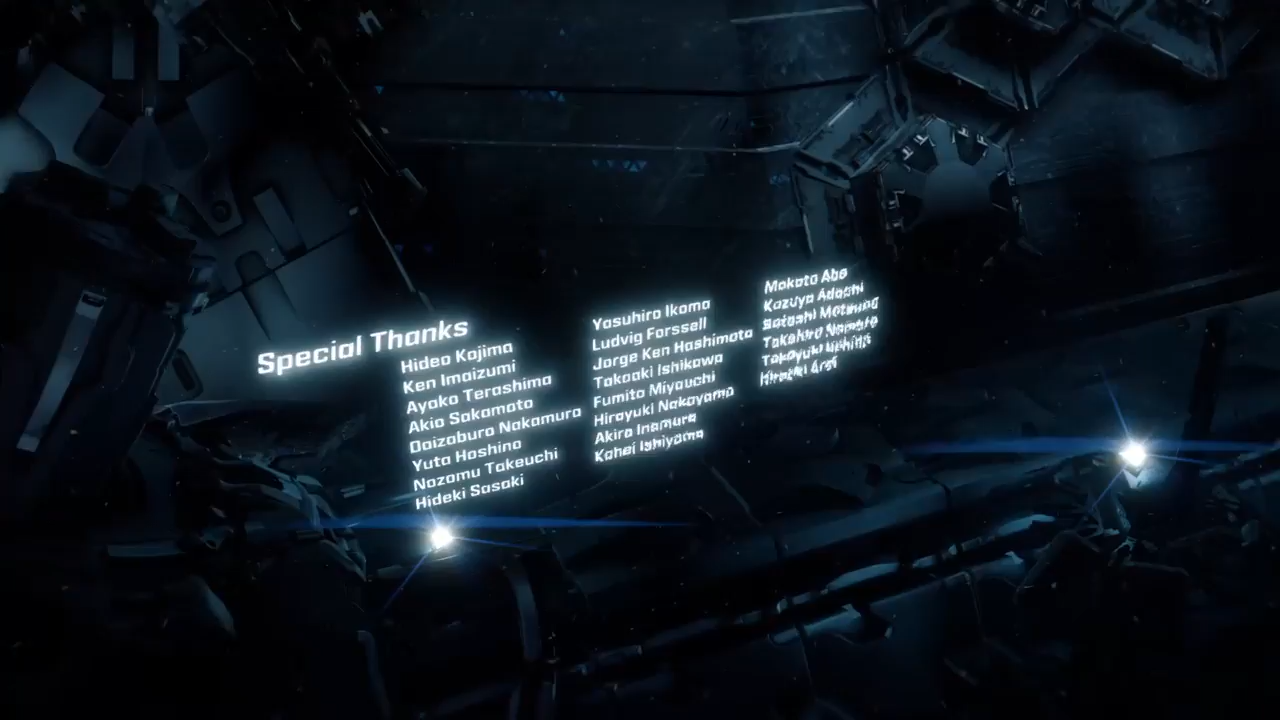 Special Thanks
Hideo Kojima
Ken Imaizumi
Ayako Terashima
Akio Sakamoto
Daizaburo Nakamura
Yuta Hoshino
Nozomu Takeuchi
Hideki Sasaki
Yasuhiro Ikoma
Ludvig Forssell
Jorge Ken Hashimoto
Takaaki Ishikawa
Fumito Miyauchi
Hiroyuki Nakayama
Akira Inamura
Kohei Ishiyama
Makoto Abe
Kazuya Adachi
Satoshi